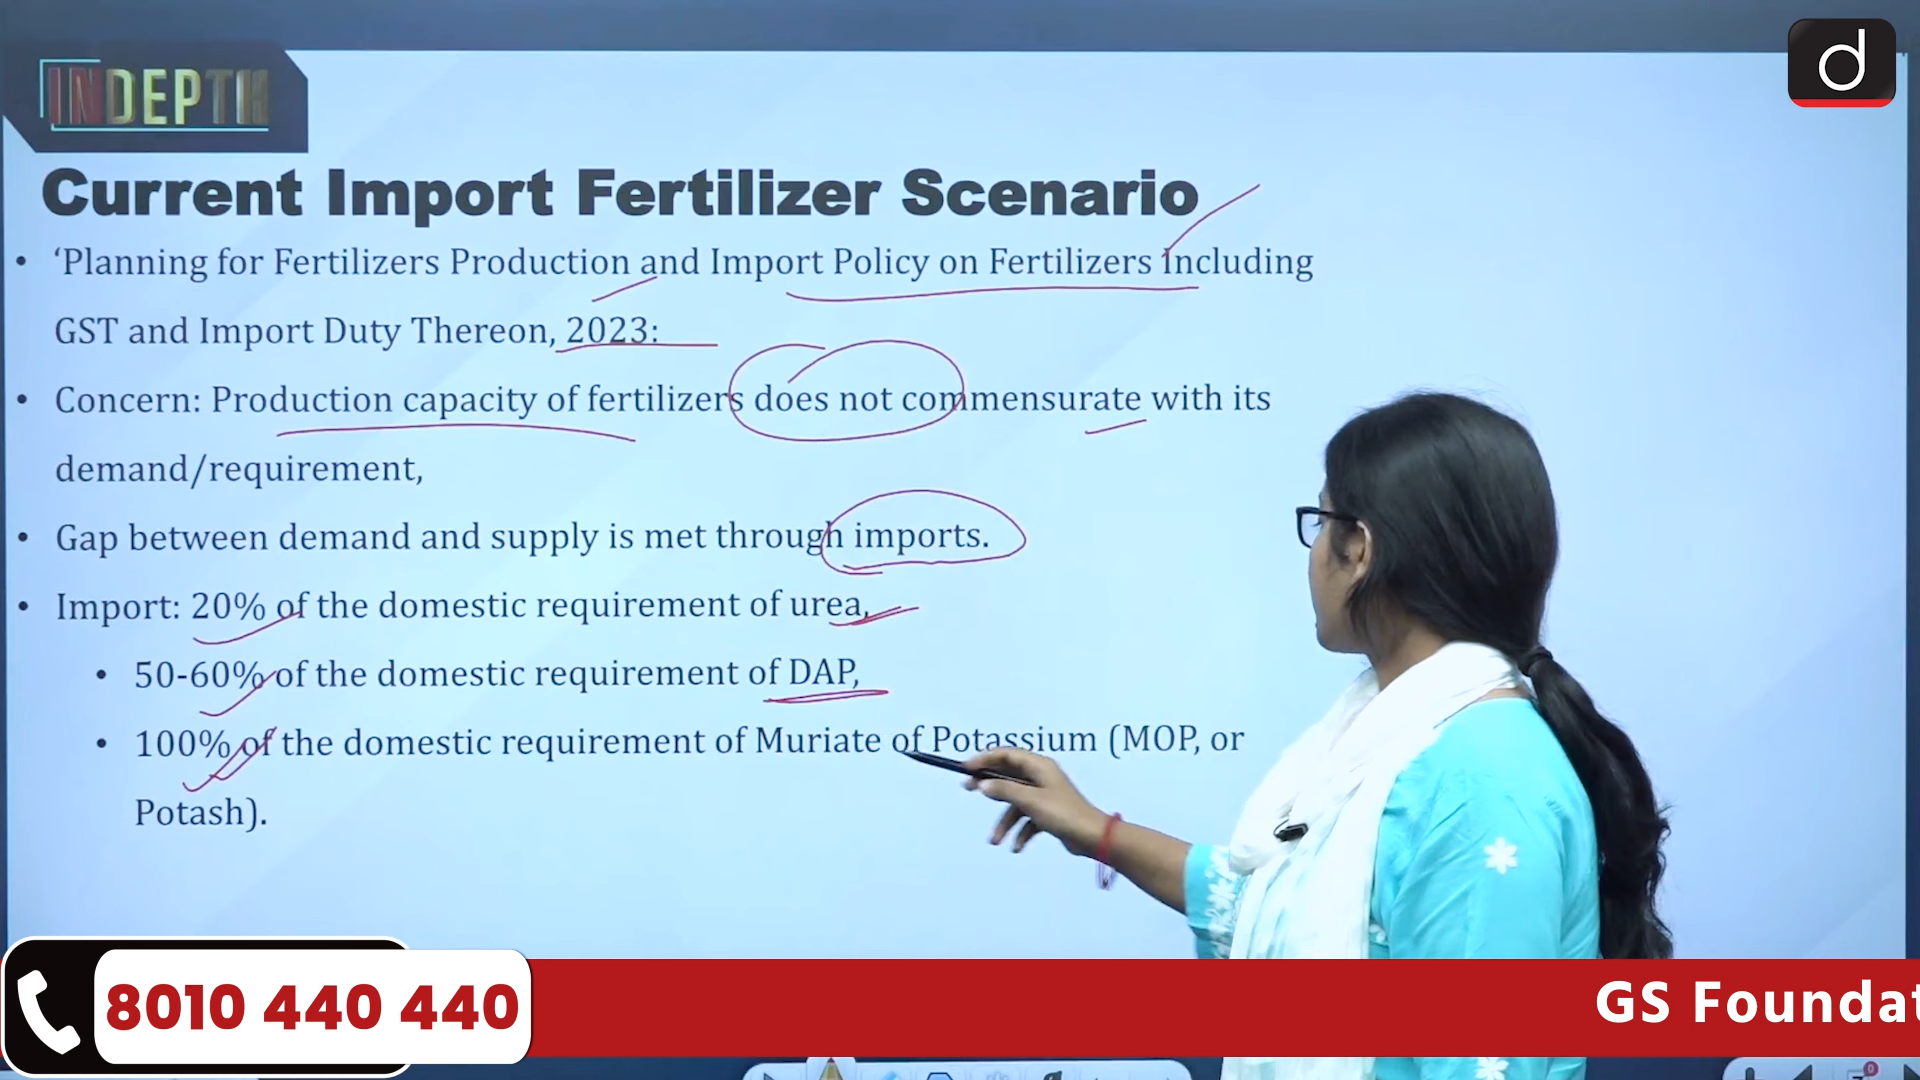 INDEPTH
d
Current Import Fertilizer Scenario
• ‘Planning for Fertilizers Production and Import Policy on Fertilizers Including
GST and Import Duty Thereon, 2023:
• Concern: Production capacity of fertilizers does not commensurate with its
demand/requirement,
• Gap between demand and supply is met through imports.
• Import: 20% of the domestic requirement of urea,
• 50-60% of the domestic requirement of DAP,
• 100% of the domestic requirement of Muriate of Potassium (MOP, or
Potash).
8010 440 440
GS Foundat
0